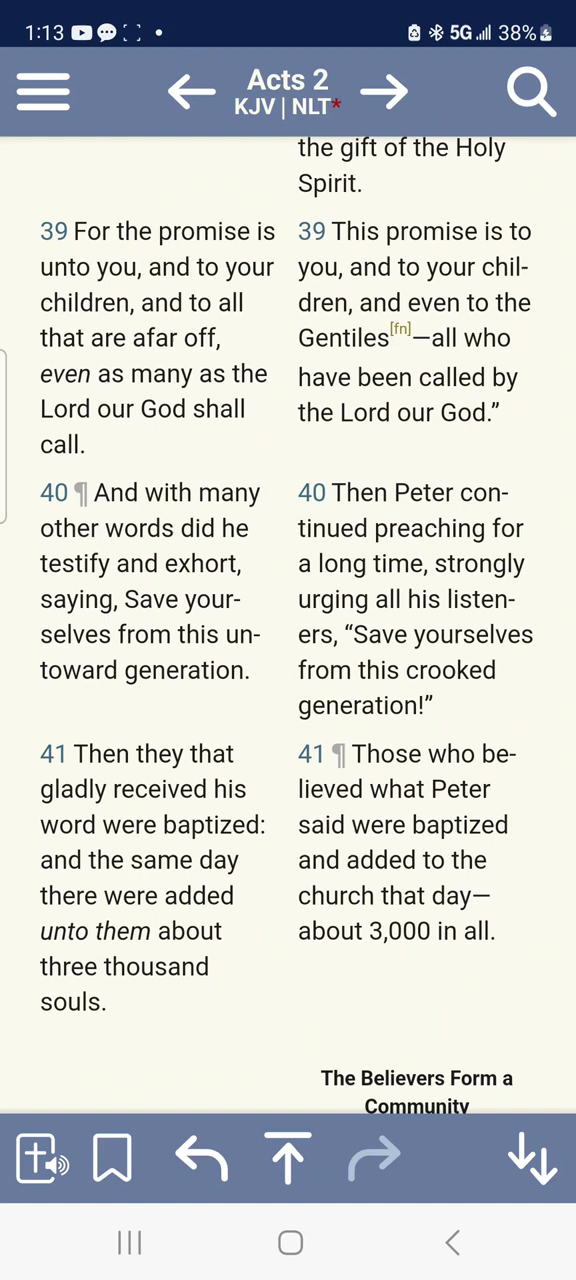 1:13 5G 38%
Acts 2
KJV | NLT*
the gift of the Holy
Spirit.
39 For the promise is
unto you, and to your
children, and to all
that are afar off,
even as many as the
Lord our God shall
call.
39 This promise is to
you, and to your chil-
dren, and even to the
Gentiles[fn]—all who
have been called by
the Lord our God.”
40 ¶ And with many
other words did he
testify and exhort,
saying, Save your-
selves from this un-
toward generation.
40 Then Peter con-
tinued preaching for
a long time, strongly
urging all his listen-
ers, “Save yourselves
from this crooked
generation!”
41 Then they that
gladly received his
word were baptized:
and the same day
there were added
unto them about
three thousand
souls.
41 ¶ Those who be-
lieved what Peter
said were baptized
and added to the
church that day—
about 3,000 in all.
The Believers Form a
Community